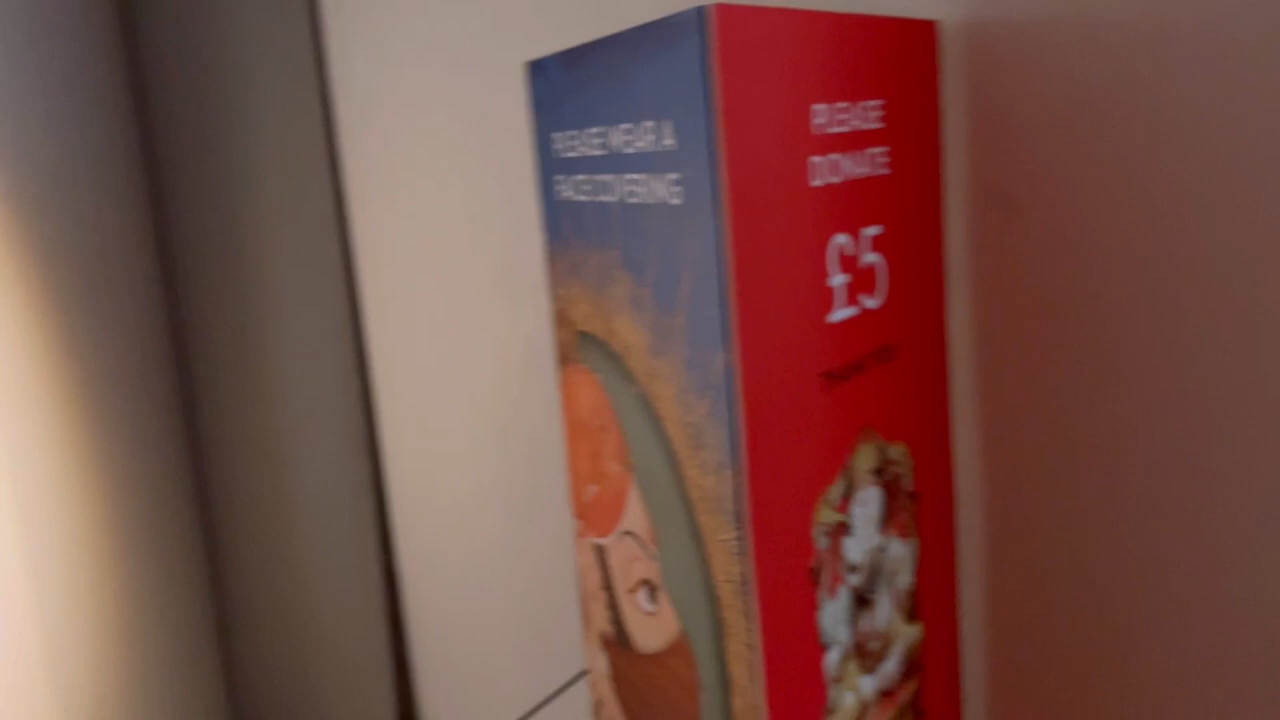 PLEASE WEAR A
FACE COVERING
PLEASE
DONATE
£5